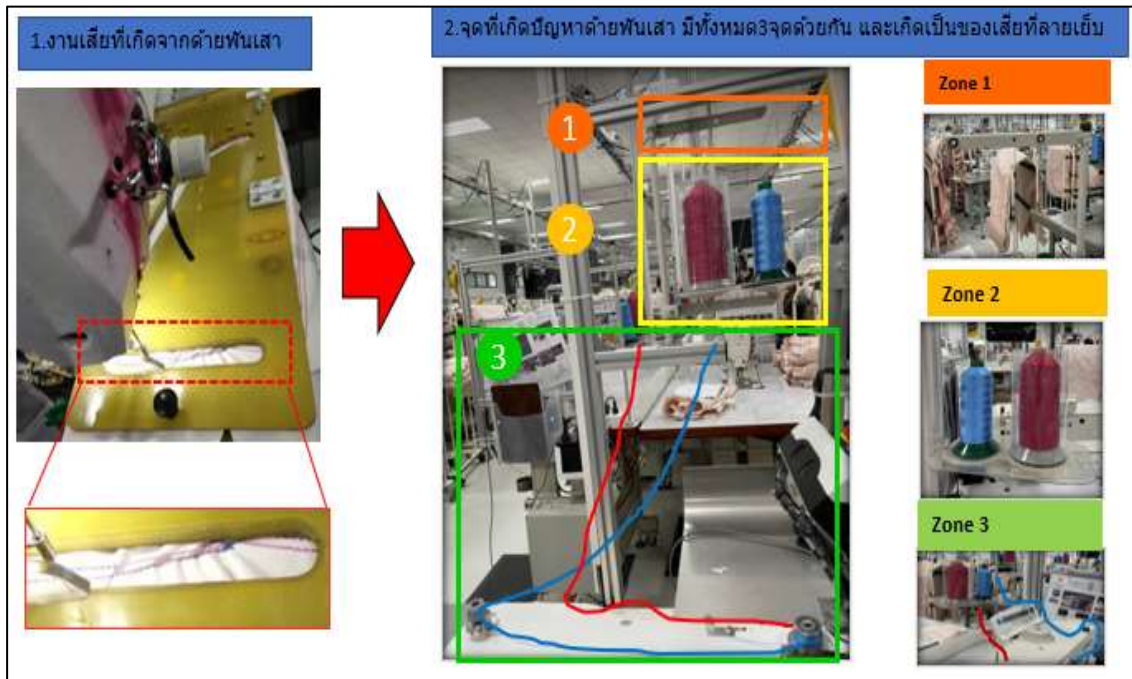 1.งานเสียที่เกิดจากด้ายพันเสา
2.จุดที่เกิดปัญหาด้ายพันเสา มีทั้งหมด3จุดด้วยกัน และเกิดเป็นของเสียที่ลายเย็บ
Zone 1
1
2
Zone 2
3
Zone 3